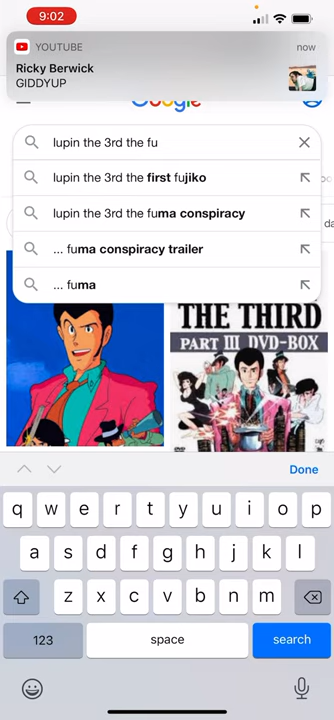 9:02
YOUTUBE
now
Ricky Berwick
GIDDYUP
Google
lupin the 3rd the fu
lupin the 3rd the first fujiko
lupin the 3rd the fuma conspiracy
... fuma conspiracy trailer
... fuma
THE THIRD
PART III DVD-BOX
Done
q w e r t y u i o p
a s d f g h j k l
z x c v b n m
123 space search